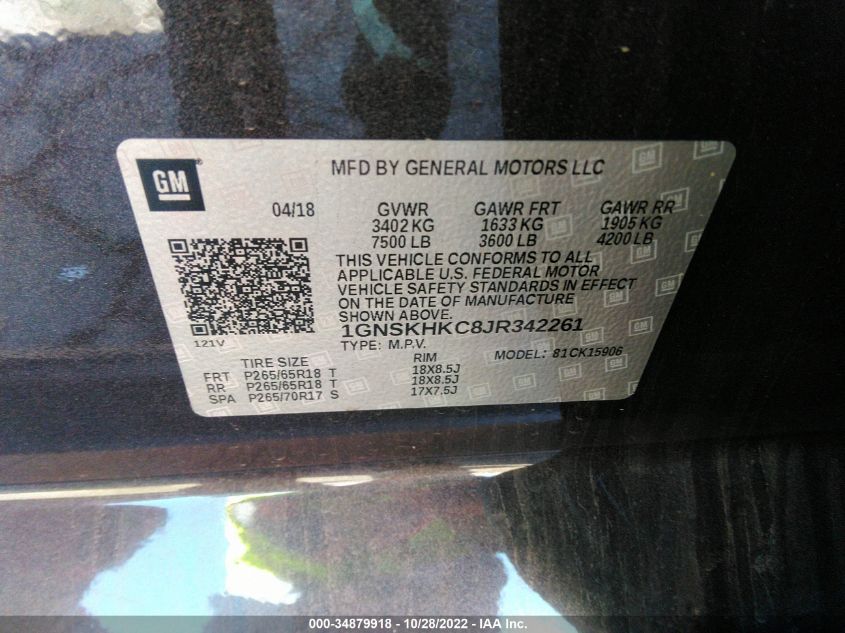 GM
MFD BY GENERAL MOTORS LLC
04/18 GVWR GAWR FRT GAWR RR
3402 KG 1633 KG 1905 KG
7500 LB 3600 LB 4200 LB
THIS VEHICLE CONFORMS TO ALL
APPLICABLE U.S. FEDERAL MOTOR
VEHICLE SAFETY STANDARDS IN EFFECT
ON THE DATE OF MANUFACTURE
SHOWN ABOVE.
1GNSKHKC8JR342261
121V
TYPE: M.P.V. MODEL: 81CK15906
TIRE SIZE RIM
FRT P265/65R18 T 18X8.5J
RR P265/65R18 T 18X8.5J
SPA P265/70R17 S 17X7.5J
000-34879918 - 10/28/2022 - IAA Inc.